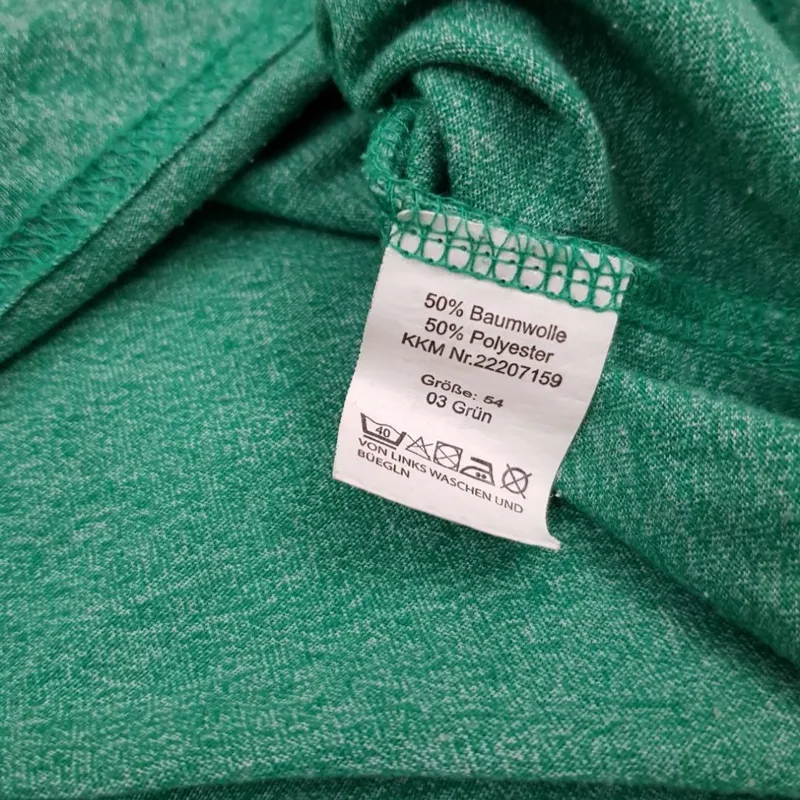 50% Baumwolle
50% Polyester
KKM Nr.22207159
Größe: 54
03 Grün
40
VON LINKS WASCHEN UND
BÜEGLN